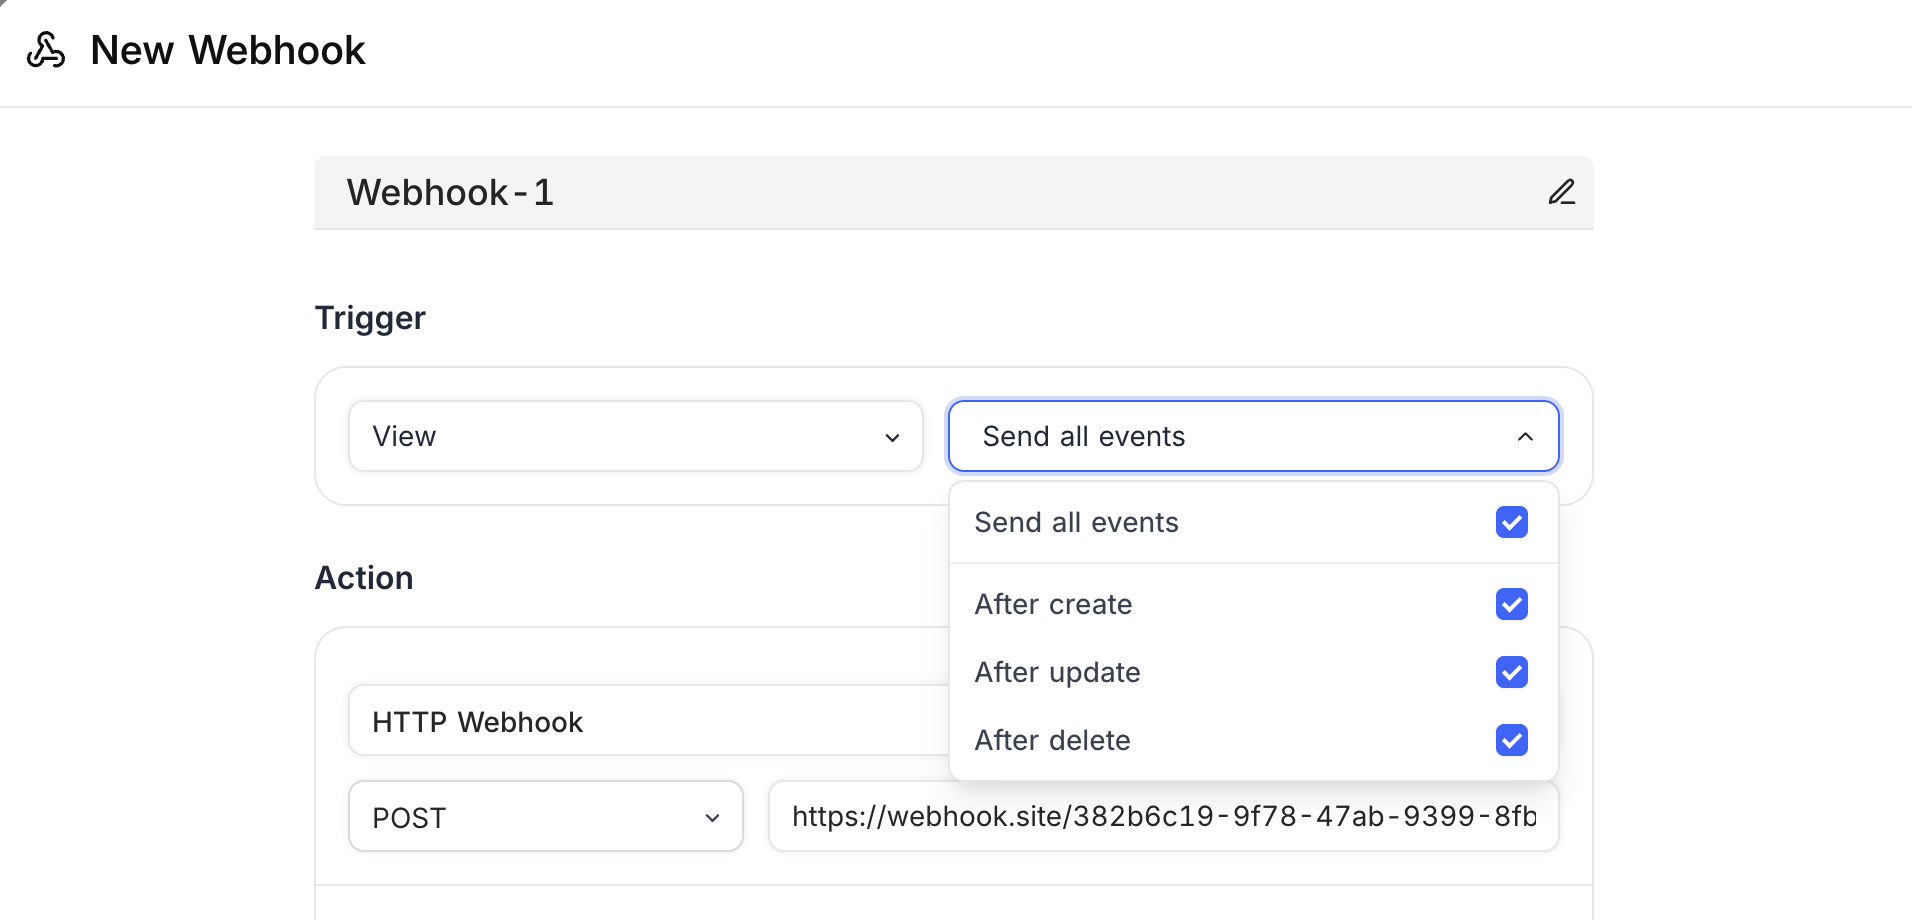 New Webhook
Webhook-1
Trigger
View
Send all events
Send all events
After create
After update
After delete
Action
HTTP Webhook
POST
https://webhook.site/382b6c19-9f78-47ab-9399-8fb